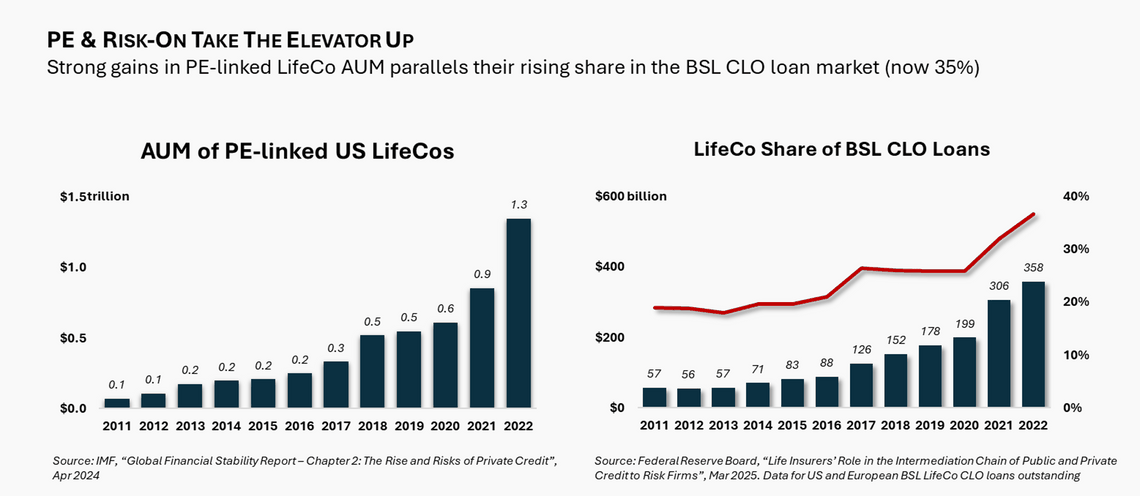 PE & RISK-ON TAKE THE ELEVATOR UP
Strong gains in PE-linked LifeCo AUM parallels their rising share in the BSL CLO loan market (now 35%)
AUM of PE-linked US LifeCos
$1.5trillion
$1.0
$0.5
$0.0
0.1
0.1
0.2
0.2
0.2
0.2
0.3
0.5
0.5
0.6
0.9
1.3
2011 2012 2013 2014 2015 2016 2017 2018 2019 2020 2021 2022
Source: IMF, “Global Financial Stability Report – Chapter 2: The Rise and Risks of Private Credit”,
Apr 2024
LifeCo Share of BSL CLO Loans
$600 billion
$400
$200
$0
40%
30%
20%
10%
0%
57
56
57
71
83
88
126
152
178
199
306
358
2011 2012 2013 2014 2015 2016 2017 2018 2019 2020 2021 2022
Source: Federal Reserve Board, “Life Insurers’ Role in the Intermediation Chain of Public and Private
Credit to Risk Firms”, Mar 2025. Data for US and European BSL LifeCo CLO loans outstanding